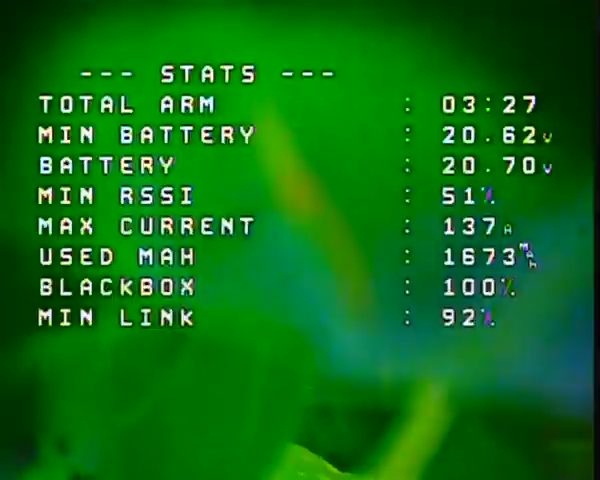 --- STATS ---
TOTAL ARM : 03:27
MIN BATTERY : 20.62V
BATTERY : 20.70V
MIN RSSI : 51%
MAX CURRENT : 137A
USED MAH : 1673mAh
BLACKBOX : 100%
MIN LINK : 92%